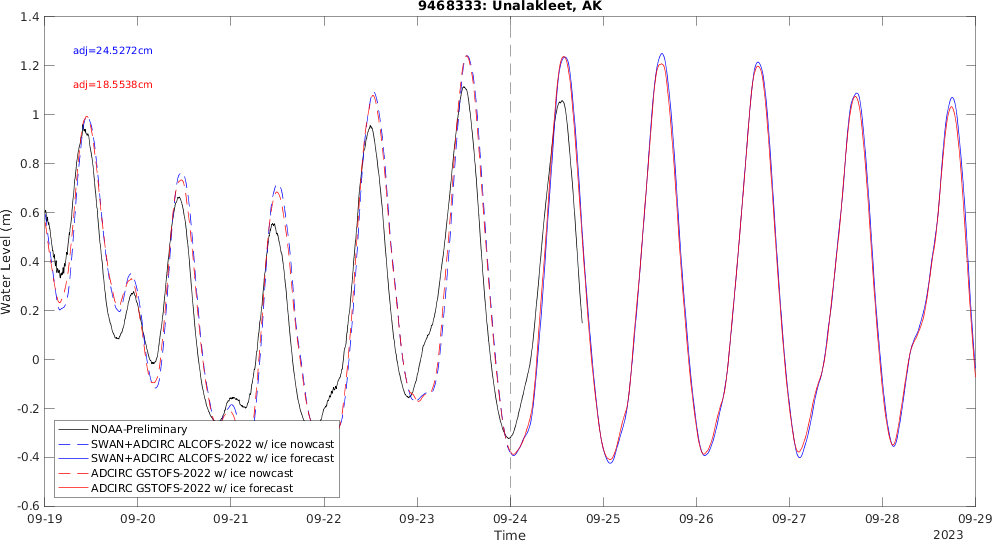 9468333: Unalakleet, AK
adj=24.5272cm
adj=18.5538cm
1.4
1.2
1
0.8
0.6
0.4
0.2
0
-0.2
-0.4
-0.6
Water Level (m)
NOAA-Preliminary
SWAN+ADCIRC ALCOFS-2022 w/ ice nowcast
SWAN+ADCIRC ALCOFS-2022 w/ ice forecast
ADCIRC GSTOFS-2022 w/ ice nowcast
ADCIRC GSTOFS-2022 w/ ice forecast
09-19 09-20 09-21 09-22 09-23 09-24 09-25 09-26 09-27 09-28 09-29
Time
2023